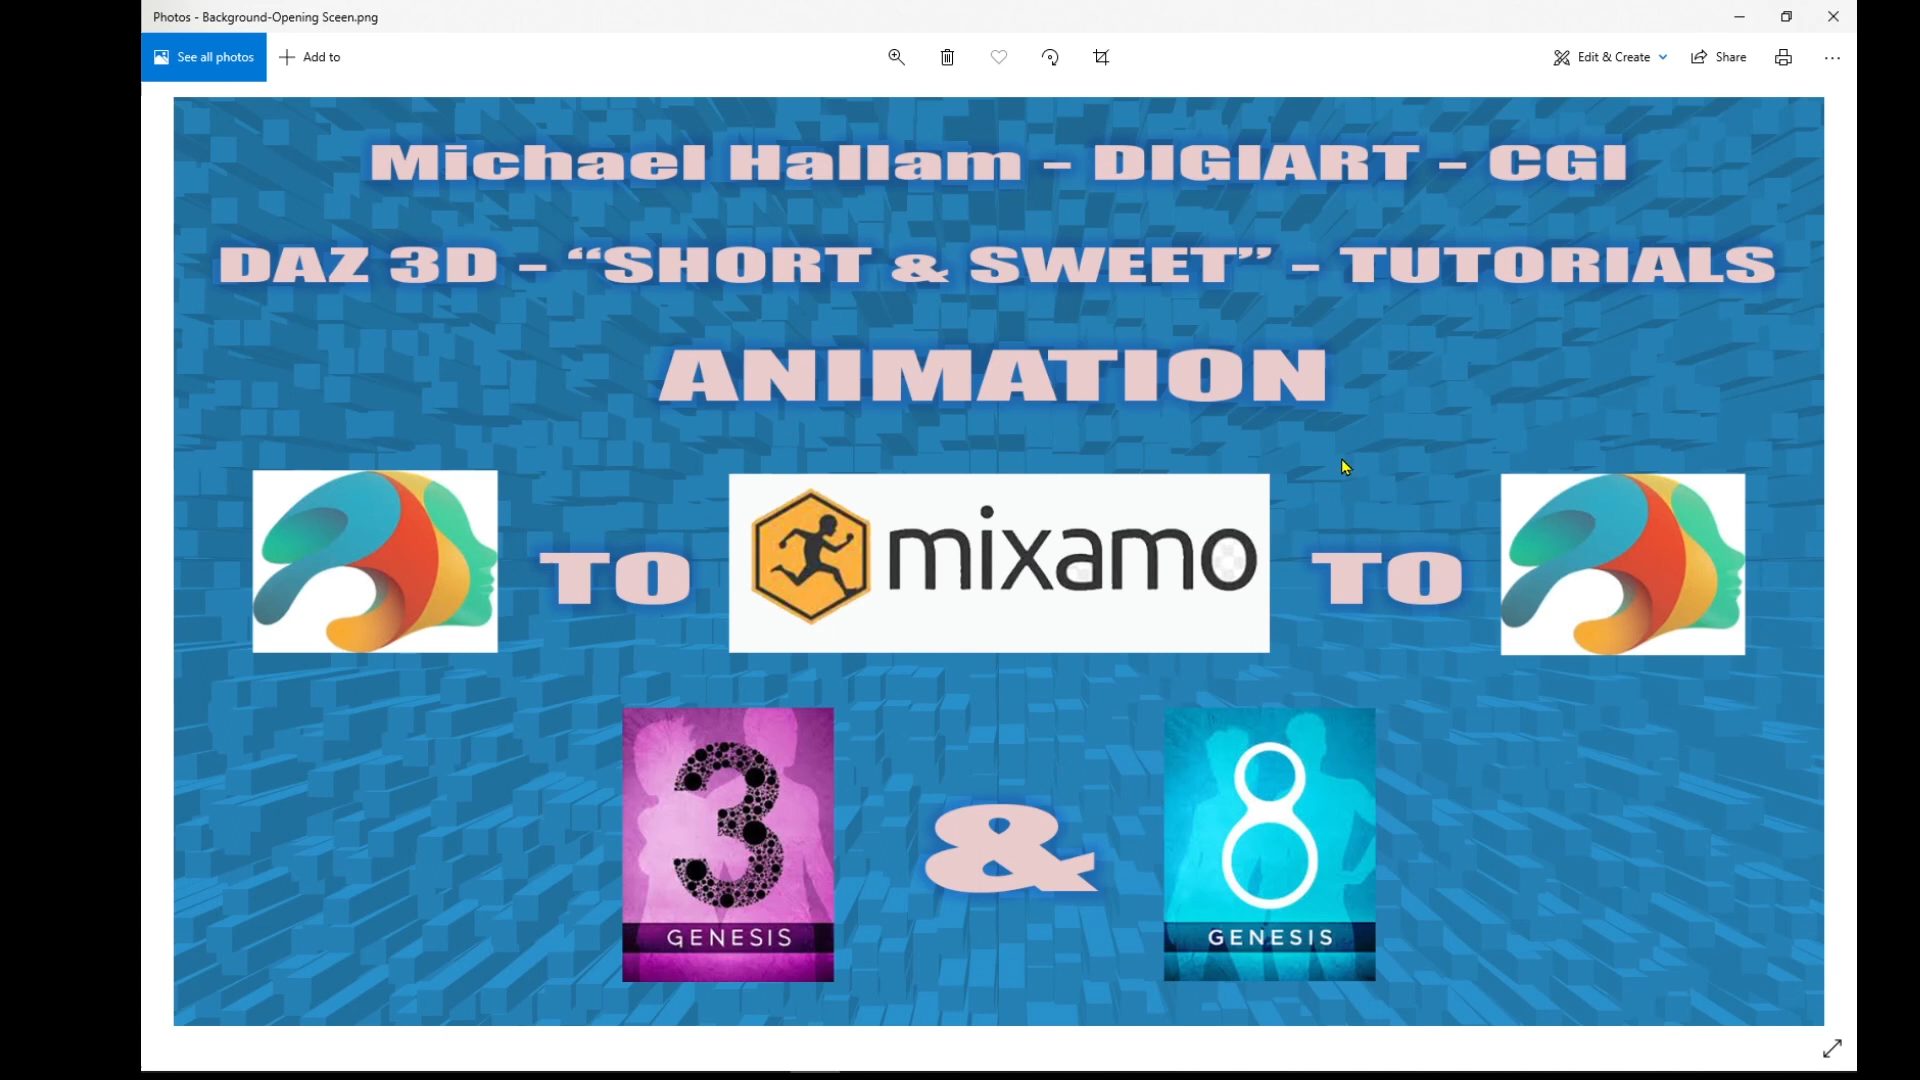 Photos - Background-Opening Sceen.png
See all photos
Add to
Edit & Create
Share
Michael Hallam - DIGIART - CGI
DAZ 3D - “SHORT & SWEET” - TUTORIALS
ANIMATION
TO
mixamo
TO
3
GENESIS
&
8
GENESIS